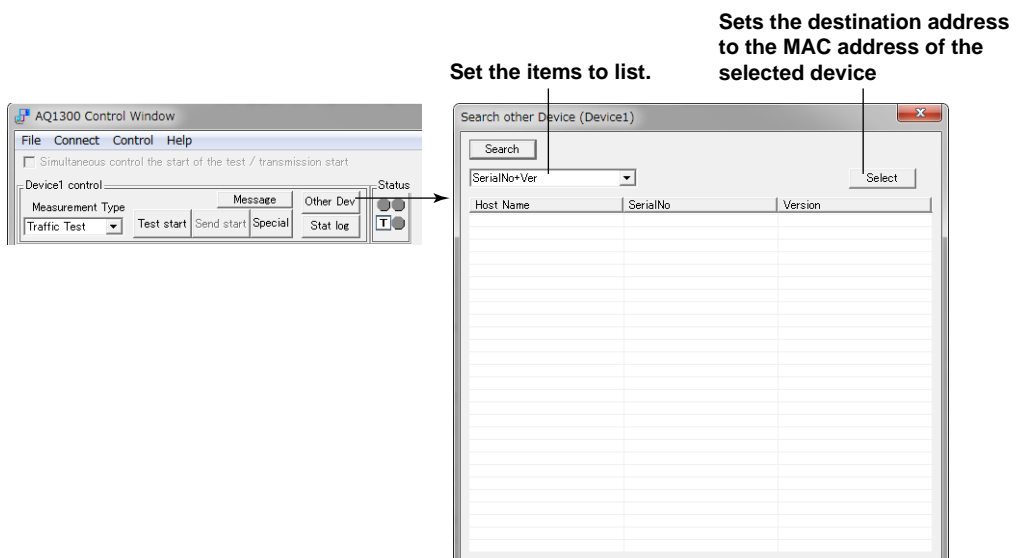 Sets the destination address
to the MAC address of the
selected device
Set the items to list.
AQ1300 Control Window
File Connect Control Help
Simultaneous control the start of the test / transmission start
Device1 control
Status
Measurement Type
Message
Other Dev
Traffic Test
Test start
Send start
Special
Stat log
T
Search other Device (Device1)
x
Search
SerialNo+Ver
Select
Host Name
SerialNo
Version